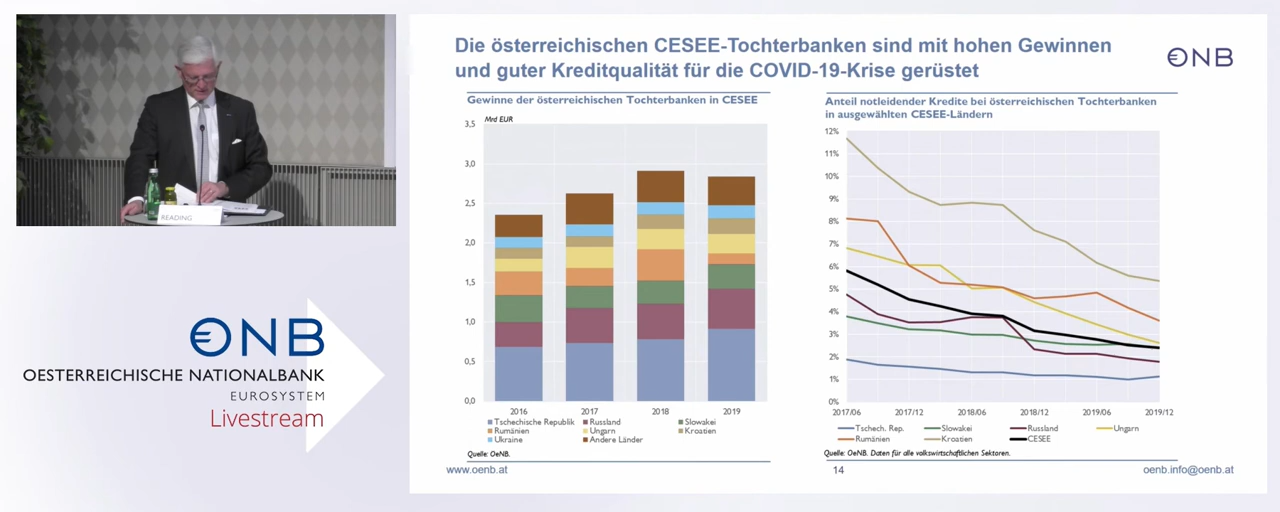 READING
ONB
OESTERREICHISCHE NATIONALBANK
EUROSYSTEM
Livestream
Die österreichischen CESEE-Tochterbanken sind mit hohen Gewinnen
und guter Kreditqualität für die COVID-19-Krise gerüstet
ONB
Gewinne der österreichischen Tochterbanken in CESEE
Mrd EUR
3,5
3,0
2,5
2,0
1,5
1,0
0,5
0,0
2016 2017 2018 2019
Tschechische Republik Russland Slowakei
Rumänien Ungarn Kroatien
Ukraine Andere Länder
Quelle: OeNB.
Anteil notleidender Kredite bei österreichischen Tochterbanken
in ausgewählten CESEE-Ländern
12%
11%
10%
9%
8%
7%
6%
5%
4%
3%
2%
1%
0%
2017/06 2017/12 2018/06 2018/12 2019/06 2019/12
Tschech. Rep. Slowakei Russland Ungarn
Rumänien Kroatien CESEE
Quelle: OeNB. Daten für alle volkswirtschaftlichen Sektoren.
www.oenb.at 14 oenb.info@oenb.at